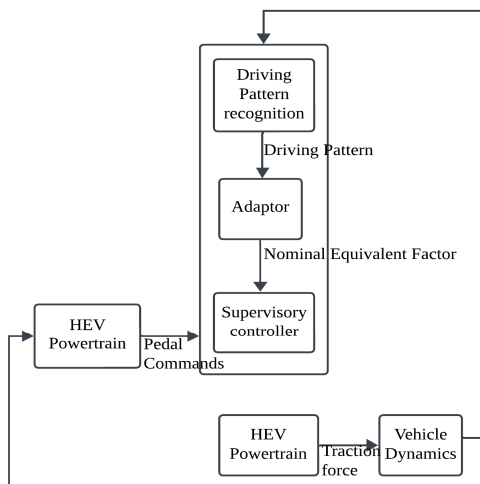 Driving
Pattern
recognition
Driving Pattern
Adaptor
Nominal Equivalent Factor
Supervisory
controller
HEV
Powertrain
Pedal
Commands
HEV
Powertrain
Traction
force
Vehicle
Dynamics